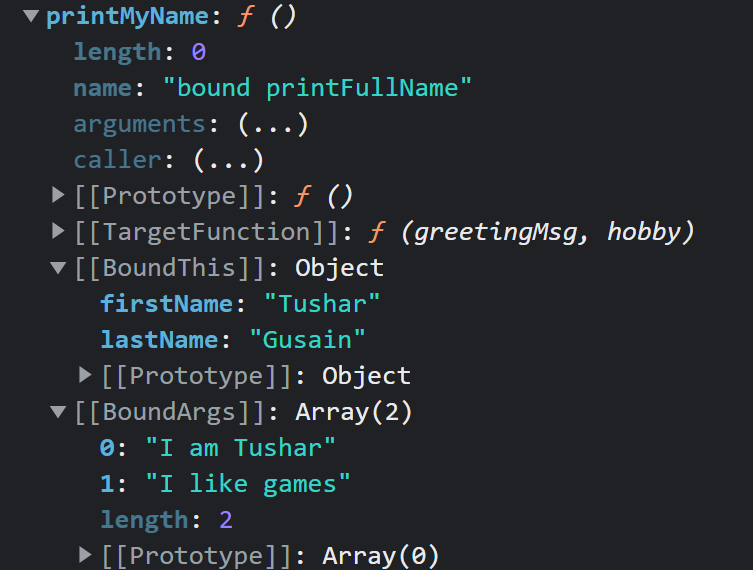 ▼ printMyName: ƒ ()
length: 0
name: "bound printFullName"
arguments: (...)
caller: (...)
▶ [[Prototype]]: ƒ ()
▶ [[TargetFunction]]: ƒ (greetingMsg, hobby)
▼ [[BoundThis]]: Object
firstName: "Tushar"
lastName: "Gusain"
▶ [[Prototype]]: Object
▼ [[BoundArgs]]: Array(2)
0: "I am Tushar"
1: "I like games"
length: 2
▶ [[Prototype]]: Array(0)